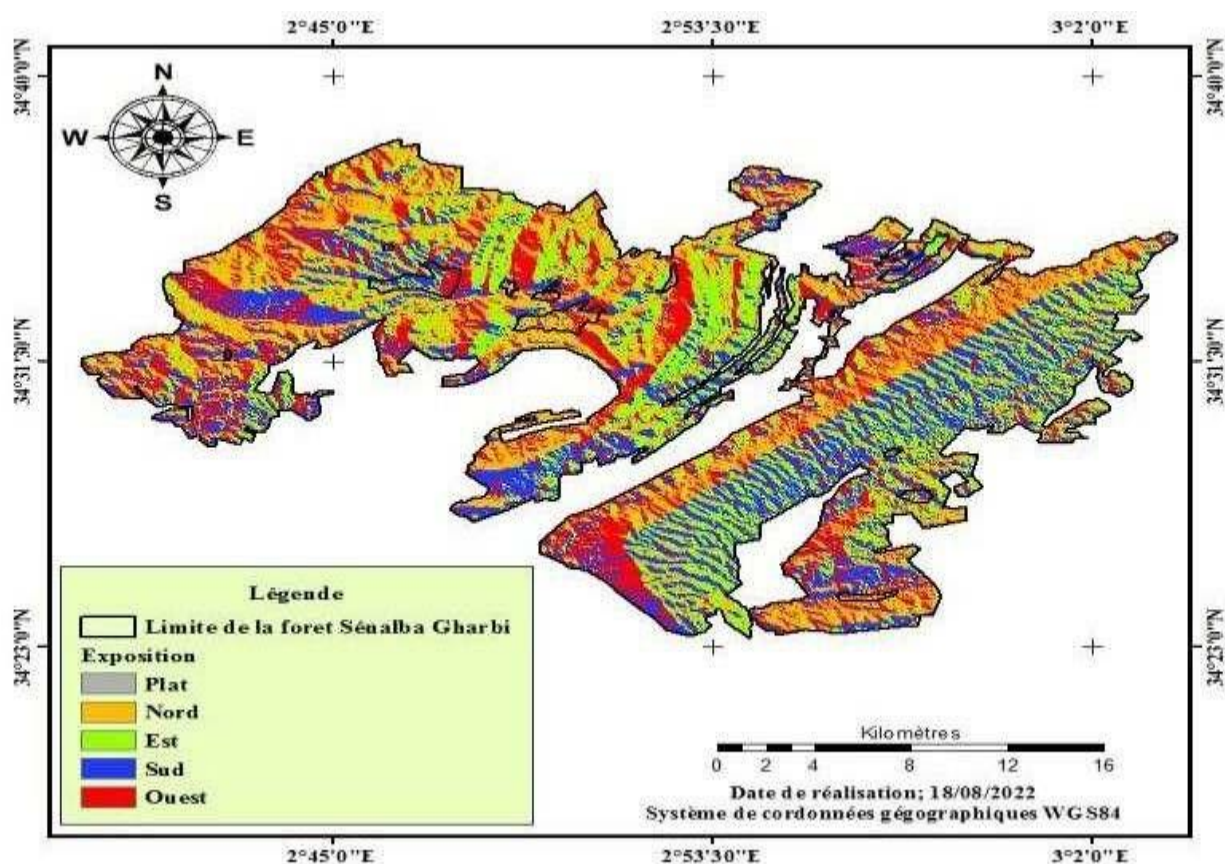 2°45'0"E 2°53'30"E 3°2'0"E
34°40'0"N 34°40'0"N
N
W E
S
34°31'30"N 34°31'30"N
34°23'0"N 34°23'0"N
Légende
Limite de la foret Sénalba Gharbi
Exposition
Plat
Nord
Est
Sud
Ouest
Kilomètres
0 2 4 8 12 16
Date de réalisation; 18/08/2022
Système de cordonnées gégographiques WGS84
2°45'0"E 2°53'30"E 3°2'0"E